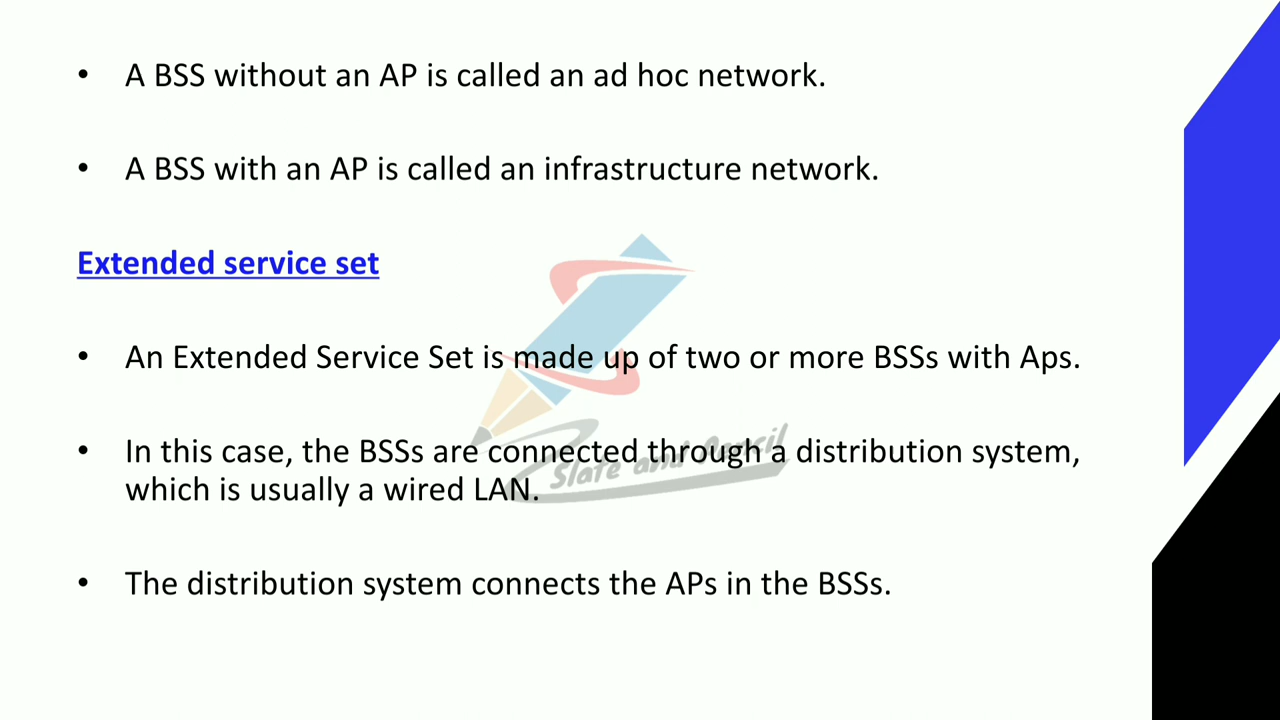 • A BSS without an AP is called an ad hoc network.
• A BSS with an AP is called an infrastructure network.
Extended service set
• An Extended Service Set is made up of two or more BSSs with Aps.
• In this case, the BSSs are connected through a distribution system,
which is usually a wired LAN.
Slate and Pencil
• The distribution system connects the APs in the BSSs.